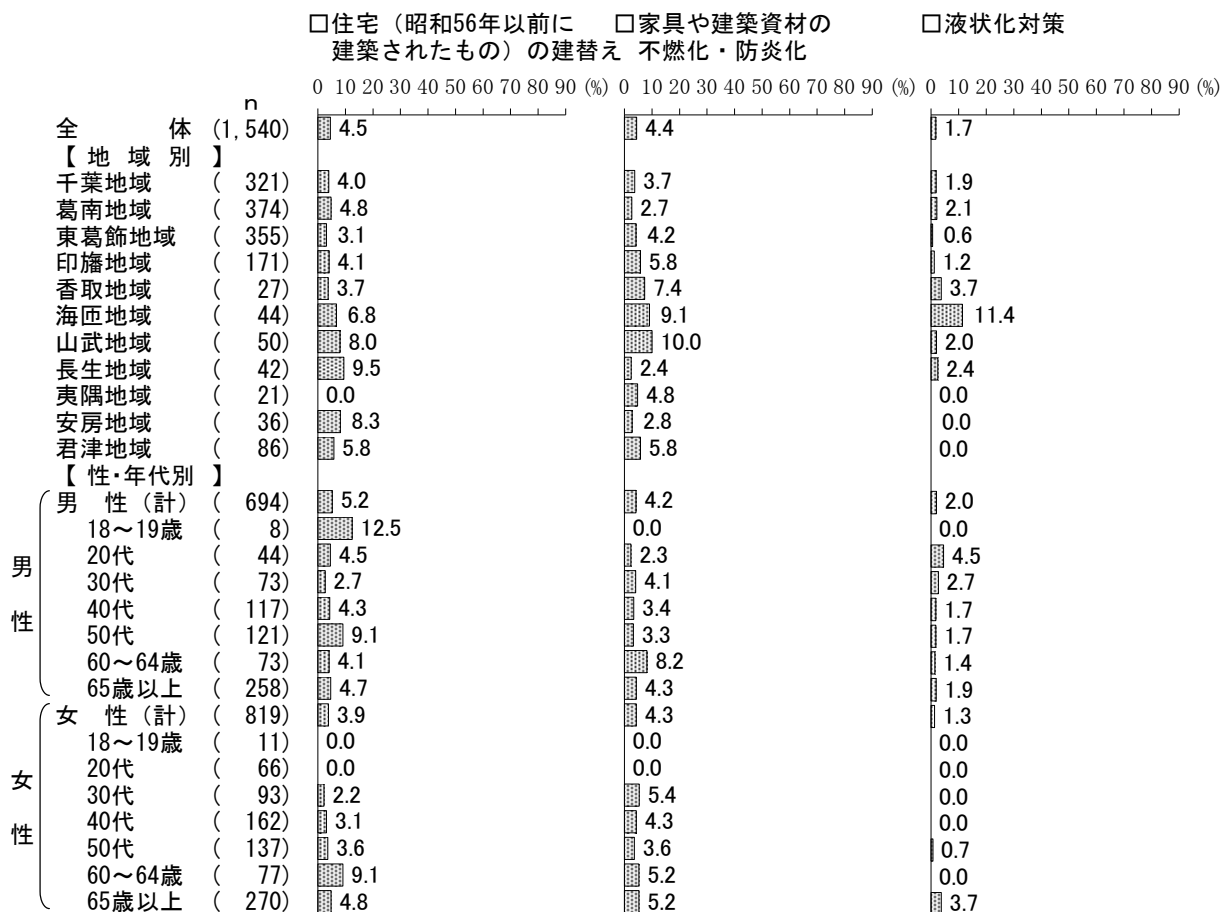 □住宅（昭和56年以前に 建築されたもの）の建替え
□家具や建築資材の 不燃化・防炎化
□液状化対策
0 10 20 30 40 50 60 70 80 90 (%) 0 10 20 30 40 50 60 70 80 90 (%) 0 10 20 30 40 50 60 70 80 90 (%)
n
全体 (1,540) 4.5 4.4 1.7
【地域別】
千葉地域 ( 321) 4.0 3.7 1.9
葛南地域 ( 374) 4.8 2.7 2.1
東葛飾地域 ( 355) 3.1 4.2 0.6
印旛地域 ( 171) 4.1 5.8 1.2
香取地域 ( 27) 3.7 7.4 3.7
海匝地域 ( 44) 6.8 9.1 11.4
山武地域 ( 50) 8.0 10.0 2.0
長生地域 ( 42) 9.5 2.4 2.4
夷隅地域 ( 21) 0.0 4.8 0.0
安房地域 ( 36) 8.3 2.8 0.0
君津地域 ( 86) 5.8 5.8 0.0
【性・年代別】
男性
男性（計） ( 694) 5.2 4.2 2.0
18～19歳 ( 8) 12.5 0.0 0.0
20代 ( 44) 4.5 2.3 4.5
30代 ( 73) 2.7 4.1 2.7
40代 ( 117) 4.3 3.4 1.7
50代 ( 121) 9.1 3.3 1.7
60～64歳 ( 73) 4.1 8.2 1.4
65歳以上 ( 258) 4.7 4.3 1.9
女性
女性（計） ( 819) 3.9 4.3 1.3
18～19歳 ( 11) 0.0 0.0 0.0
20代 ( 66) 0.0 0.0 0.0
30代 ( 93) 2.2 5.4 0.0
40代 ( 162) 3.1 4.3 0.0
50代 ( 137) 3.6 3.6 0.7
60～64歳 ( 77) 9.1 5.2 0.0
65歳以上 ( 270) 4.8 5.2 3.7